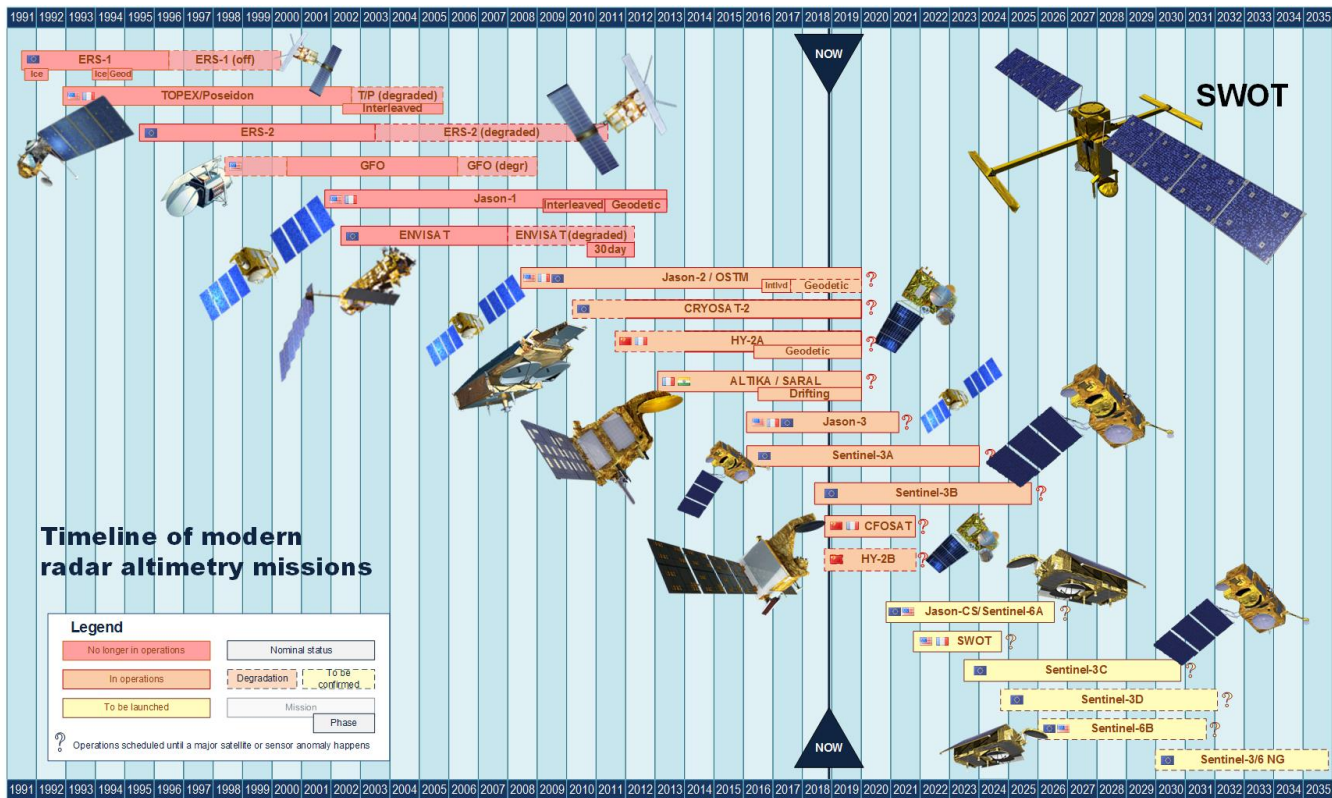 1991 1992 1993 1994 1995 1996 1997 1998 1999 2000 2001 2002 2003 2004 2005 2006 2007 2008 2009 2010 2011 2012 2013 2014 2015 2016 2017 2018 2019 2020 2021 2022 2023 2024 2025 2026 2027 2028 2029 2030 2031 2032 2033 2034 2035
NOW
SWOT
ERS-1 ERS-1 (off)
Ice Ice Geod
TOPEX/Poseidon T/P (degraded)
Interleaved
ERS-2 ERS-2 (degraded)
GFO GFO (degr)
Jason-1
Interleaved Geodetic
ENVISAT ENVISAT (degraded)
30day
Jason-2 / OSTM ?
Intlvd Geodetic
CRYOSAT-2 ?
HY-2A ?
Geodetic
ALTIKA / SARAL ?
Drifting
Jason-3 ?
Sentinel-3A ?
Sentinel-3B ?
CFOSAT ?
HY-2B ?
Timeline of modern
radar altimetry missions
Jason-CS/Sentinel-6A ?
SWOT ?
Sentinel-3C ?
Sentinel-3D ?
Sentinel-6B ?
Sentinel-3/6 NG
Legend
No longer in operations Nominal status
In operations Degradation To be
confirmed
To be launched Mission
Phase
? Operations scheduled until a major satellite or sensor anomaly happens
NOW
1991 1992 1993 1994 1995 1996 1997 1998 1999 2000 2001 2002 2003 2004 2005 2006 2007 2008 2009 2010 2011 2012 2013 2014 2015 2016 2017 2018 2019 2020 2021 2022 2023 2024 2025 2026 2027 2028 2029 2030 2031 2032 2033 2034 2035